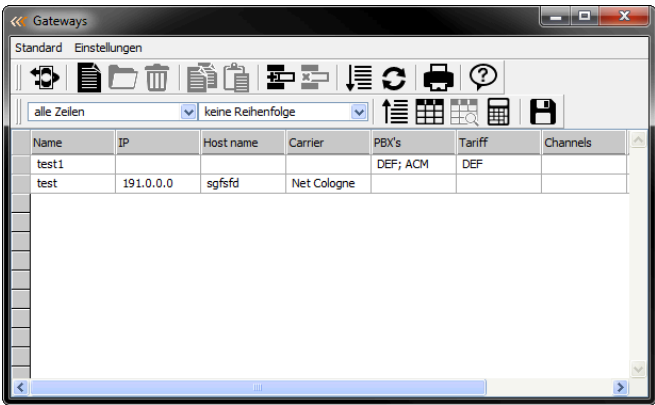 Gateways
Standard Einstellungen
alle Zeilen keine Reihenfolge
Name IP Host name Carrier PBX's Tariff Channels
test1 DEF; ACM DEF
test 191.0.0.0 sgfsfd Net Cologne